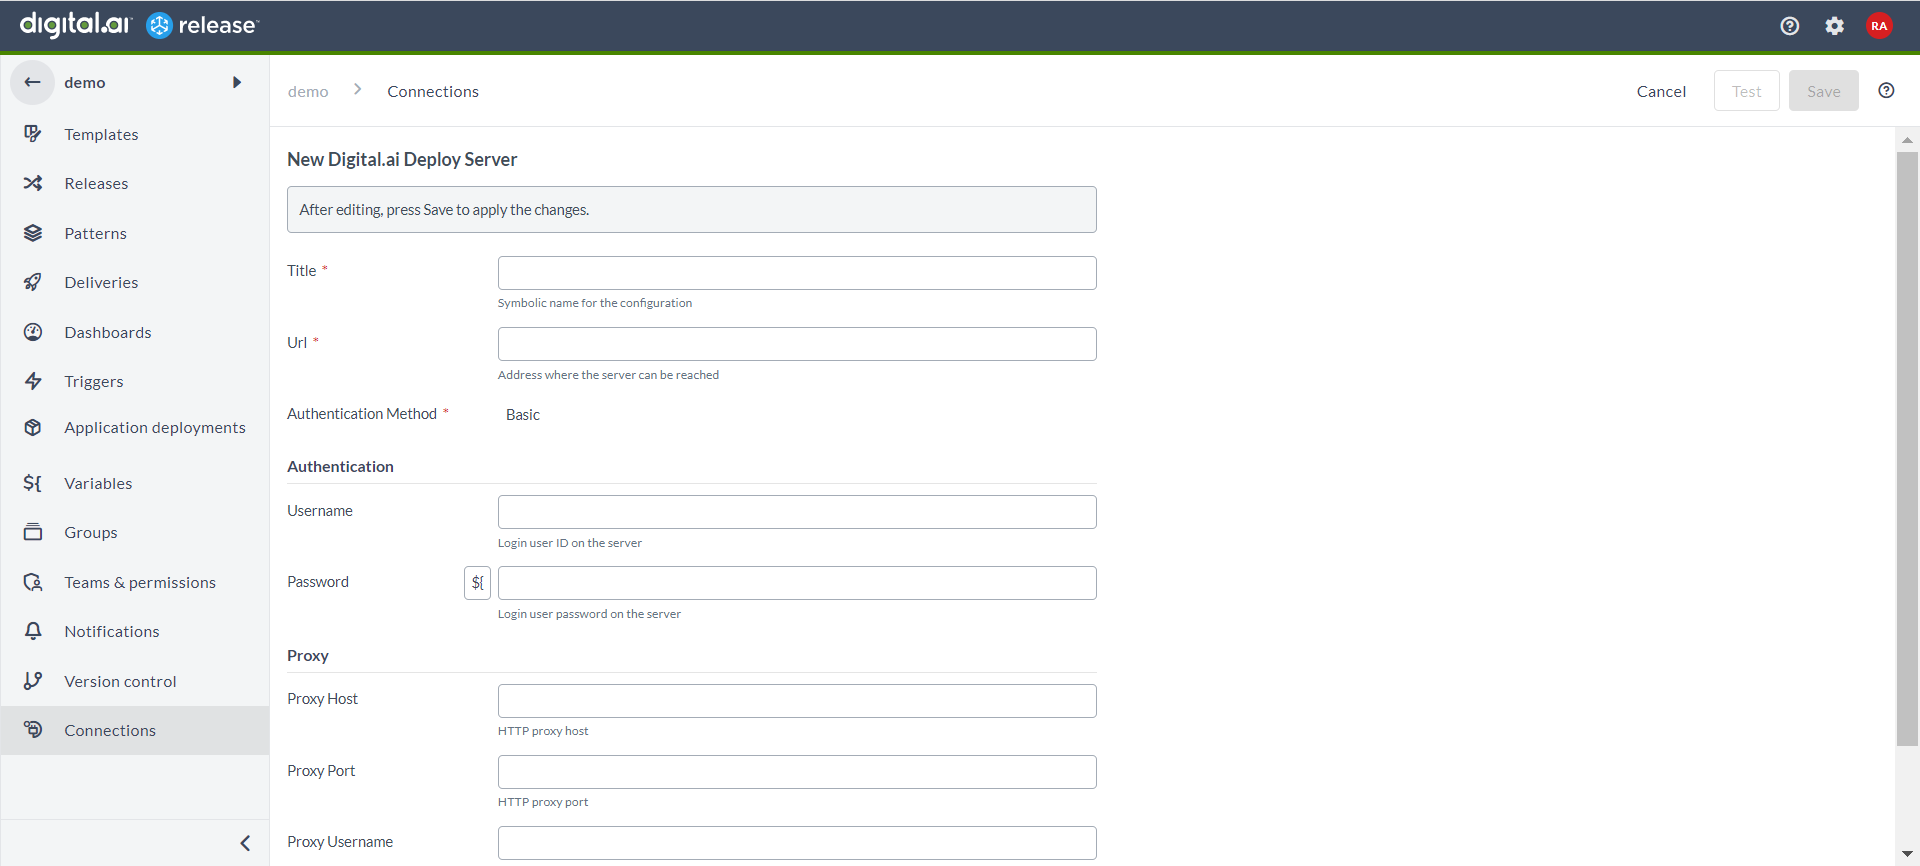 digital.ai release
RA
demo
Templates
Releases
Patterns
Deliveries
Dashboards
Triggers
Application deployments
${ Variables
Groups
Teams & permissions
Notifications
Version control
Connections
demo Connections
Cancel Test Save
New Digital.ai Deploy Server
After editing, press Save to apply the changes.
Title *
Symbolic name for the configuration
Url *
Address where the server can be reached
Authentication Method * Basic
Authentication
Username
Login user ID on the server
Password ${
Login user password on the server
Proxy
Proxy Host
HTTP proxy host
Proxy Port
HTTP proxy port
Proxy Username